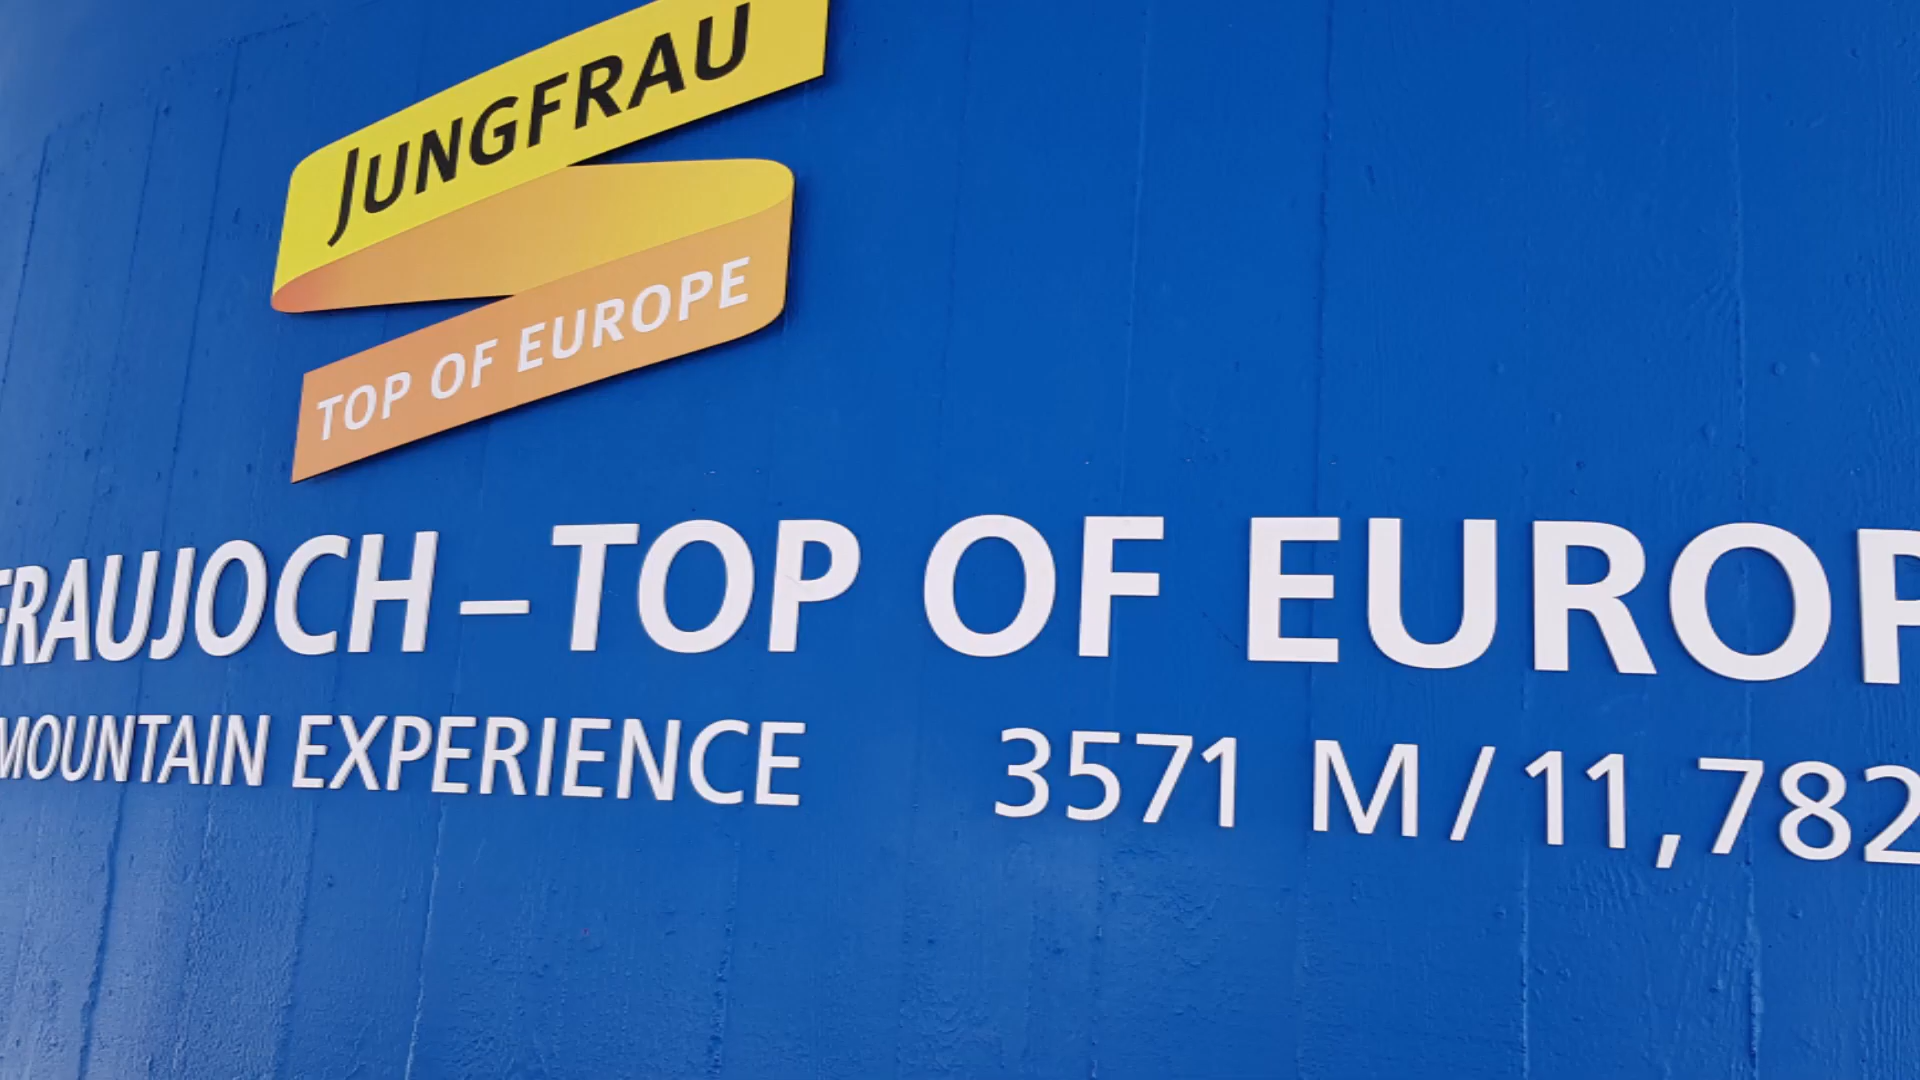 JUNGFRAU
TOP OF EUROPE
FRAUJOCH – TOP OF EUROP
MOUNTAIN EXPERIENCE 3571 M / 11,782